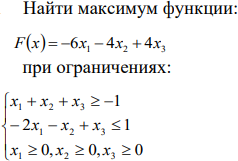 Найти максимум функции:
F(x) = −6x₁ − 4x₂ + 4x₃
при ограничениях:
x₁ + x₂ + x₃ ≥ −1
−2x₁ − x₂ + x₃ ≤ 1
x₁ ≥ 0, x₂ ≥ 0, x₃ ≥ 0